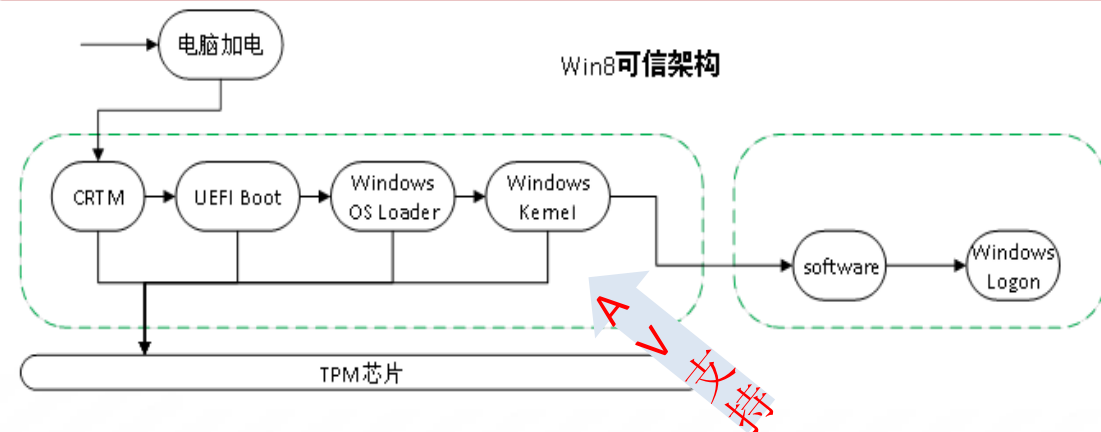 电脑加电
Win8可信架构
CRTM
UEFI Boot
Windows
OS Loader
Windows
Kernel
software
Windows
Logon
AV支持
TPM芯片